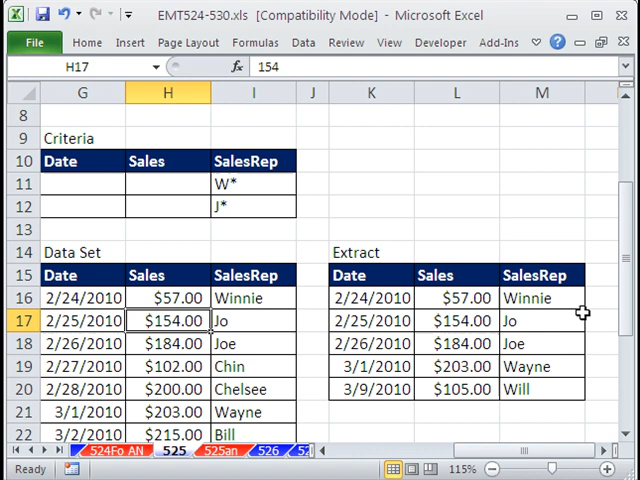 EMT524-530.xls [Compatibility Mode] - Microsoft Excel
File Home Insert Page Layout Formulas Data Review View Developer Add-Ins
H17 fx 154
G H I J K L M
8
9 Criteria
10 Date Sales SalesRep
11 W*
12 J*
13
14 Data Set Extract
15 Date Sales SalesRep Date Sales SalesRep
16 2/24/2010 $57.00 Winnie 2/24/2010 $57.00 Winnie
17 2/25/2010 $154.00 Jo 2/25/2010 $154.00 Jo
18 2/26/2010 $184.00 Joe 2/26/2010 $184.00 Joe
19 2/27/2010 $102.00 Chin 3/1/2010 $203.00 Wayne
20 2/28/2010 $200.00 Chelsee 3/9/2010 $105.00 Will
21 3/1/2010 $203.00 Wayne
22 3/2/2010 $215.00 Bill
524Fo AN 525 525an 526
Ready 115%